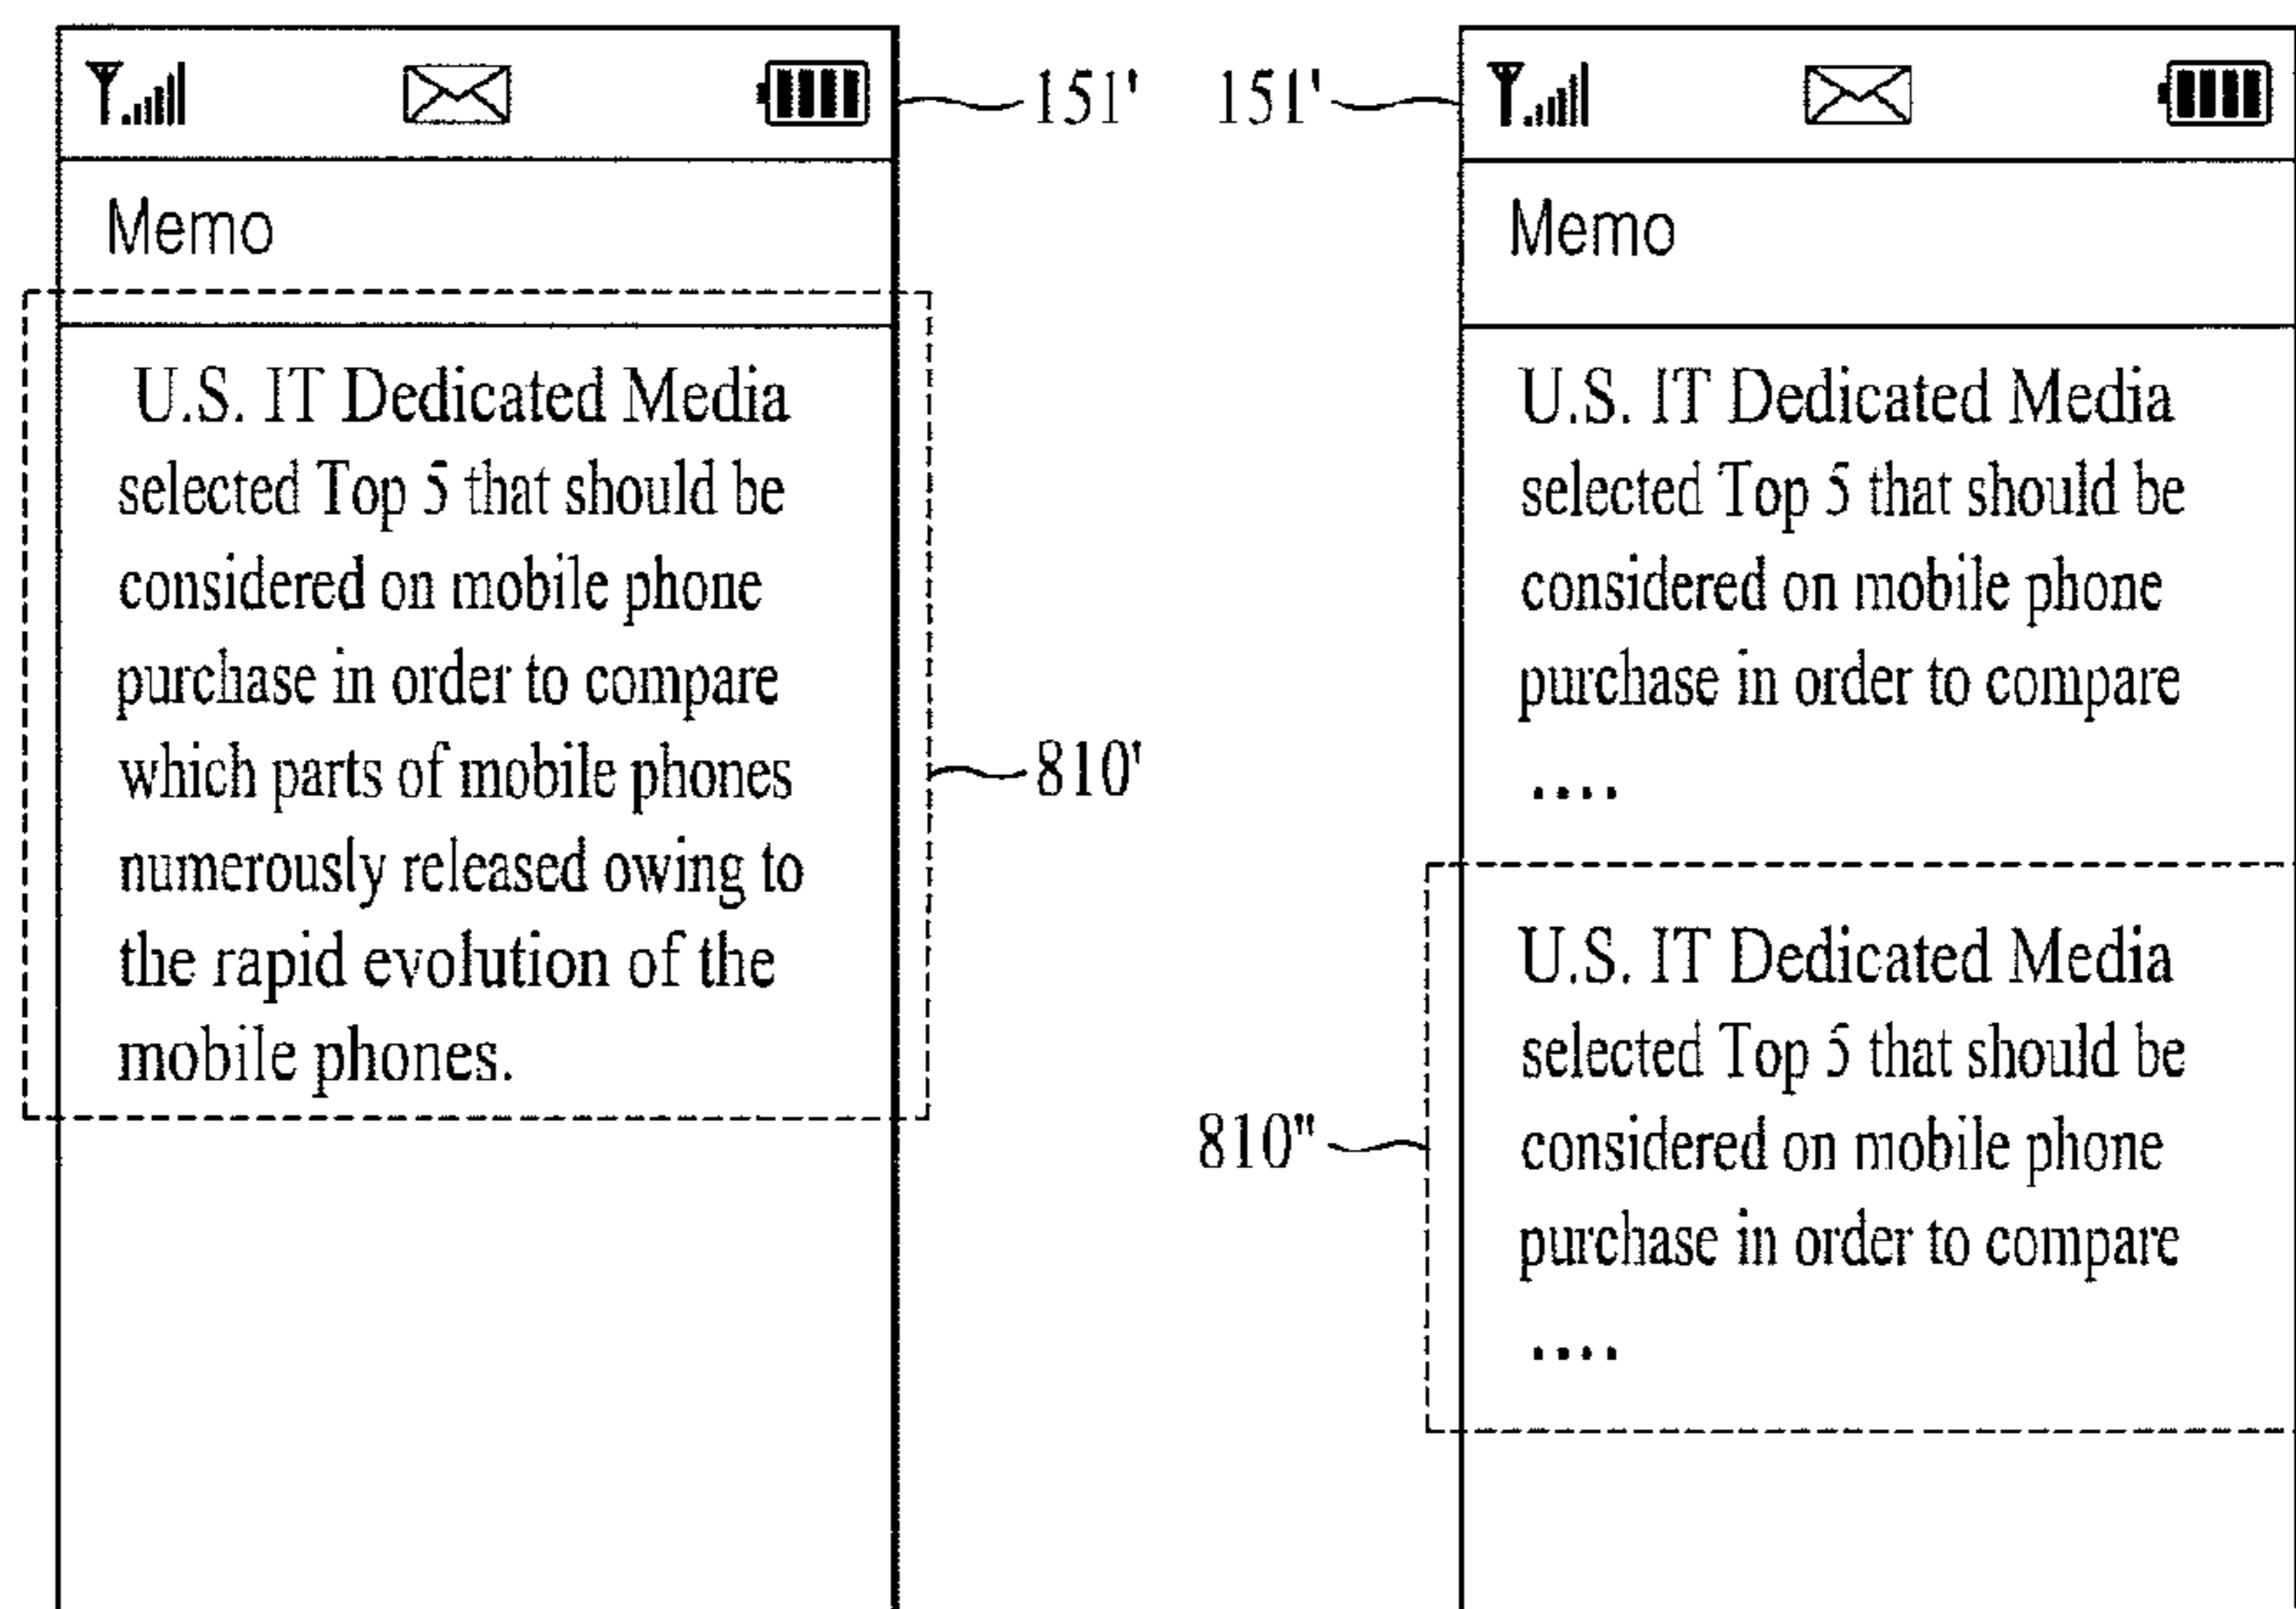 151'
Memo
U.S. IT Dedicated Media
selected Top 5 that should be
considered on mobile phone
purchase in order to compare
which parts of mobile phones
numerously released owing to
the rapid evolution of the
mobile phones.
810'
151'
Memo
U.S. IT Dedicated Media
selected Top 5 that should be
considered on mobile phone
purchase in order to compare
....
U.S. IT Dedicated Media
selected Top 5 that should be
considered on mobile phone
purchase in order to compare
....
810"